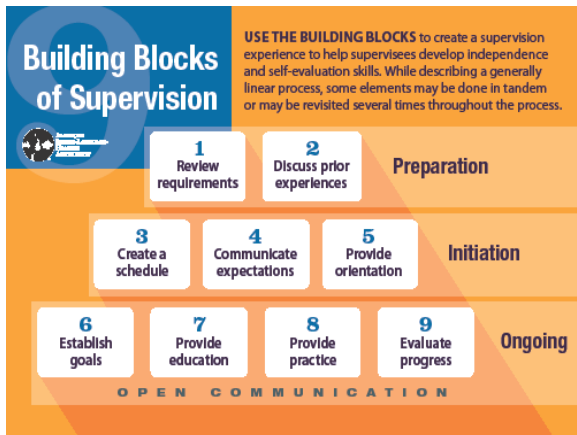 9
Building Blocks
of Supervision
USE THE BUILDING BLOCKS to create a supervision
experience to help supervisees develop independence
and self-evaluation skills. While describing a generally
linear process, some elements may be done in tandem
or may be revisited several times throughout the process.
1
Review
requirements
2
Discuss prior
experiences
Preparation
3
Create a
schedule
4
Communicate
expectations
5
Provide
orientation
Initiation
6
Establish
goals
7
Provide
education
8
Provide
practice
9
Evaluate
progress
Ongoing
OPEN COMMUNICATION